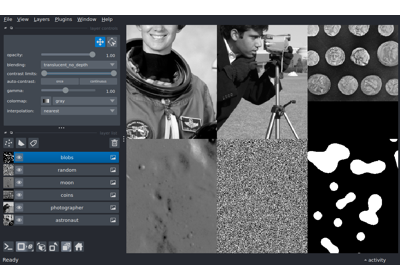 File View Layers Plugins Window Help
opacity: 1.00
blending: translucent_no_depth
contrast limits:
auto-contrast: once continuous
gamma: 1.00
colormap: gray
interpolation: nearest
blobs
random
moon
coins
photographer
astronaut
Ready activity